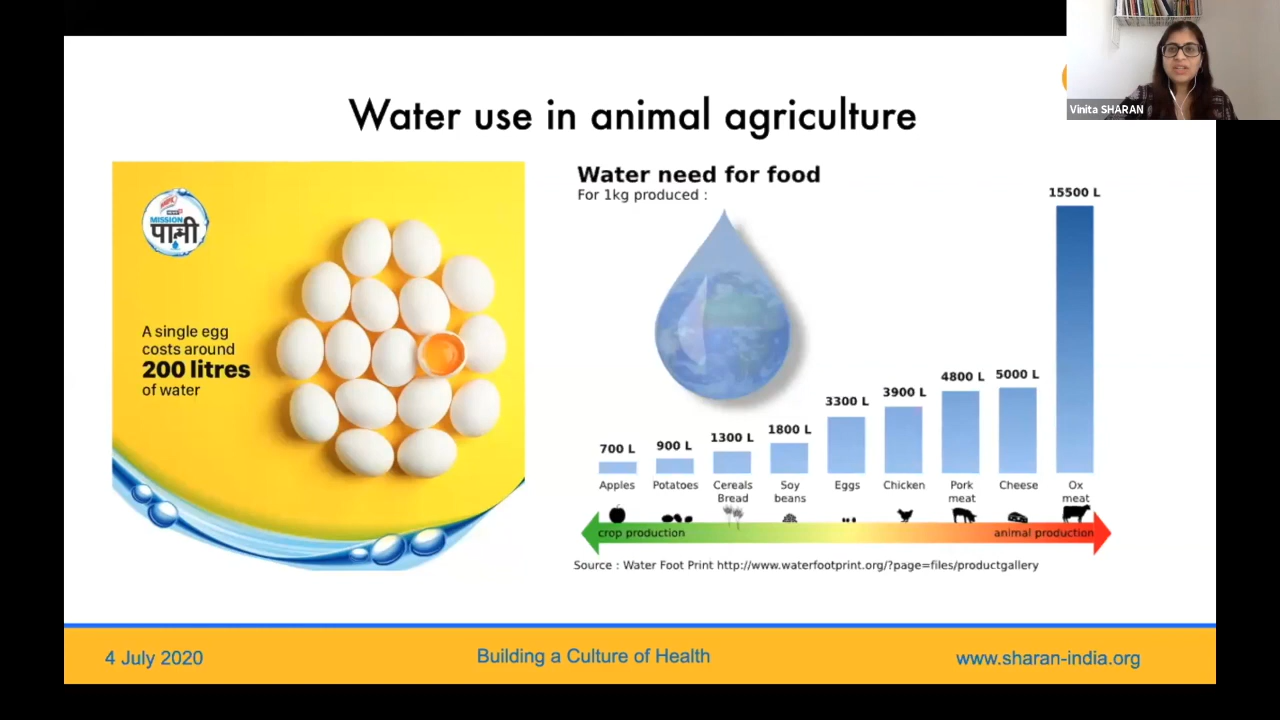 Vinita SHARAN
Water use in animal agriculture
MISSION
पानी
A single egg
costs around
200 litres
of water
Water need for food
For 1kg produced :
15500 L
5000 L
4800 L
3900 L
3300 L
1800 L
1300 L
900 L
700 L
Apples
Potatoes
Cereals
Bread
Soy
beans
Eggs
Chicken
Pork
meat
Cheese
Ox
meat
crop production
animal production
Source : Water Foot Print http://www.waterfootprint.org/?page=files/productgallery
4 July 2020
Building a Culture of Health
www.sharan-india.org